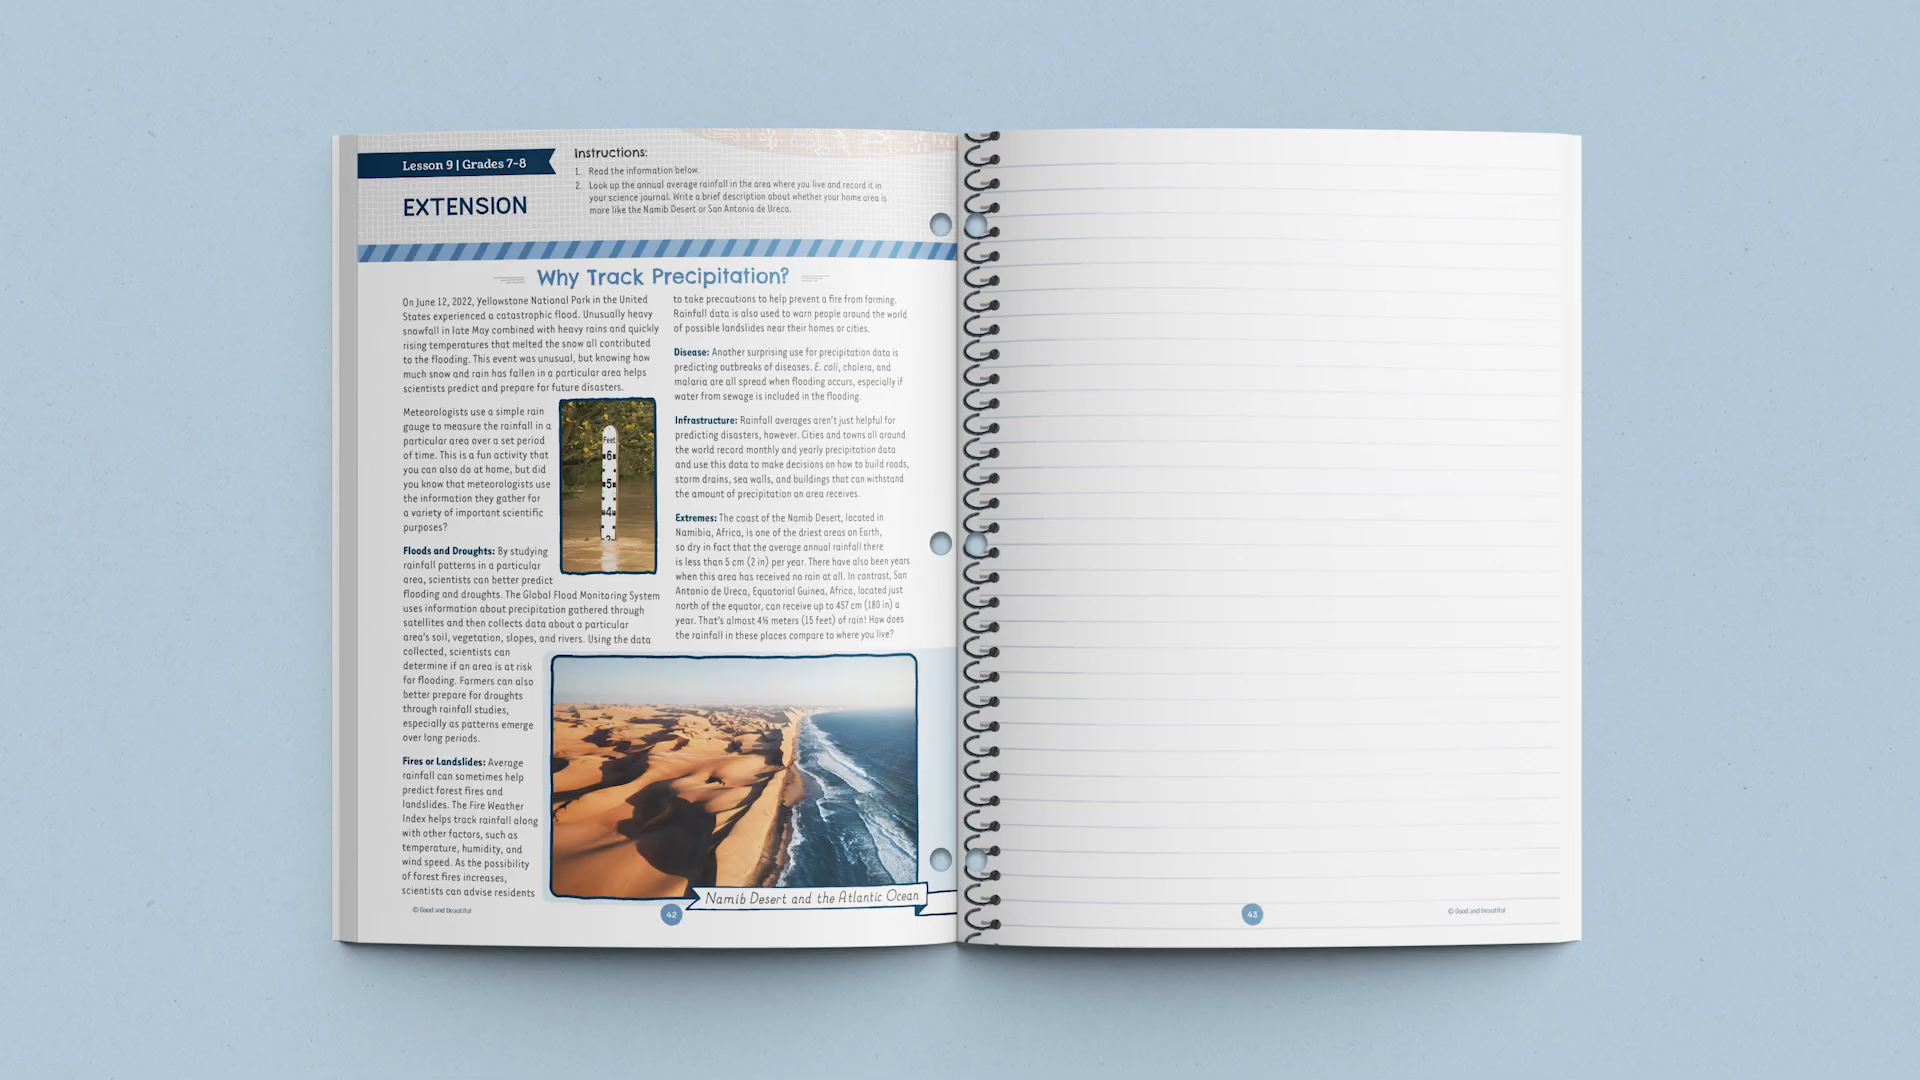 Lesson 9 | Grades 7–8
EXTENSION
Instructions:
1. Read the information below.
2. Look up the annual average rainfall in the area where you live and record it in
your science journal. Write a brief description about whether your home area is
more like the Namib Desert or San Antonio de Ureca.
Why Track Precipitation?
On June 12, 2022, Yellowstone National Park in the United
States experienced a catastrophic flood. Unusually heavy
snowfall in late May combined with heavy rains and quickly
rising temperatures that melted the snow all contributed
to the flooding. This event was unusual, but knowing how
much snow and rain has fallen in a particular area helps
scientists predict and prepare for future disasters.
Meteorologists use a simple rain
gauge to measure the rainfall in a
particular area over a set period
of time. This is a fun activity that
you can also do at home, but did
you know that meteorologists use
the information they gather for
a variety of important scientific
purposes?
Feet
6
5
4
Floods and Droughts: By studying
rainfall patterns in a particular
area, scientists can better predict
flooding and droughts. The Global Flood Monitoring System
uses information about precipitation gathered through
satellites and then collects data about a particular
area's soil, vegetation, slopes, and rivers. Using the data
collected, scientists can
determine if an area is at risk
for flooding. Farmers can also
better prepare for droughts
through rainfall studies,
especially as patterns emerge
over long periods.
Fires or Landslides: Average
rainfall can sometimes help
predict forest fires and
landslides. The Fire Weather
Index helps track rainfall along
with other factors, such as
temperature, humidity, and
wind speed. As the possibility
of forest fires increases,
scientists can advise residents
to take precautions to help prevent a fire from forming.
Rainfall data is also used to warn people around the world
of possible landslides near their homes or cities.
Disease: Another surprising use for precipitation data is
predicting outbreaks of diseases. E. coli, cholera, and
malaria are all spread when flooding occurs, especially if
water from sewage is included in the flooding.
Infrastructure: Rainfall averages aren't just helpful for
predicting disasters, however. Cities and towns all around
the world record monthly and yearly precipitation data
and use this data to make decisions on how to build roads,
storm drains, sea walls, and buildings that can withstand
the amount of precipitation an area receives.
Extremes: The coast of the Namib Desert, located in
Namibia, Africa, is one of the driest areas on Earth,
so dry in fact that the average annual rainfall there
is less than 5 cm (2 in) per year. There have also been years
when this area has received no rain at all. In contrast, San
Antonio de Ureca, Equatorial Guinea, Africa, located just
north of the equator, can receive up to 457 cm (180 in) a
year. That's almost 4½ meters (15 feet) of rain! How does
the rainfall in these places compare to where you live?
Namib Desert and the Atlantic Ocean
© Good and Beautiful
42
43
© Good and Beautiful